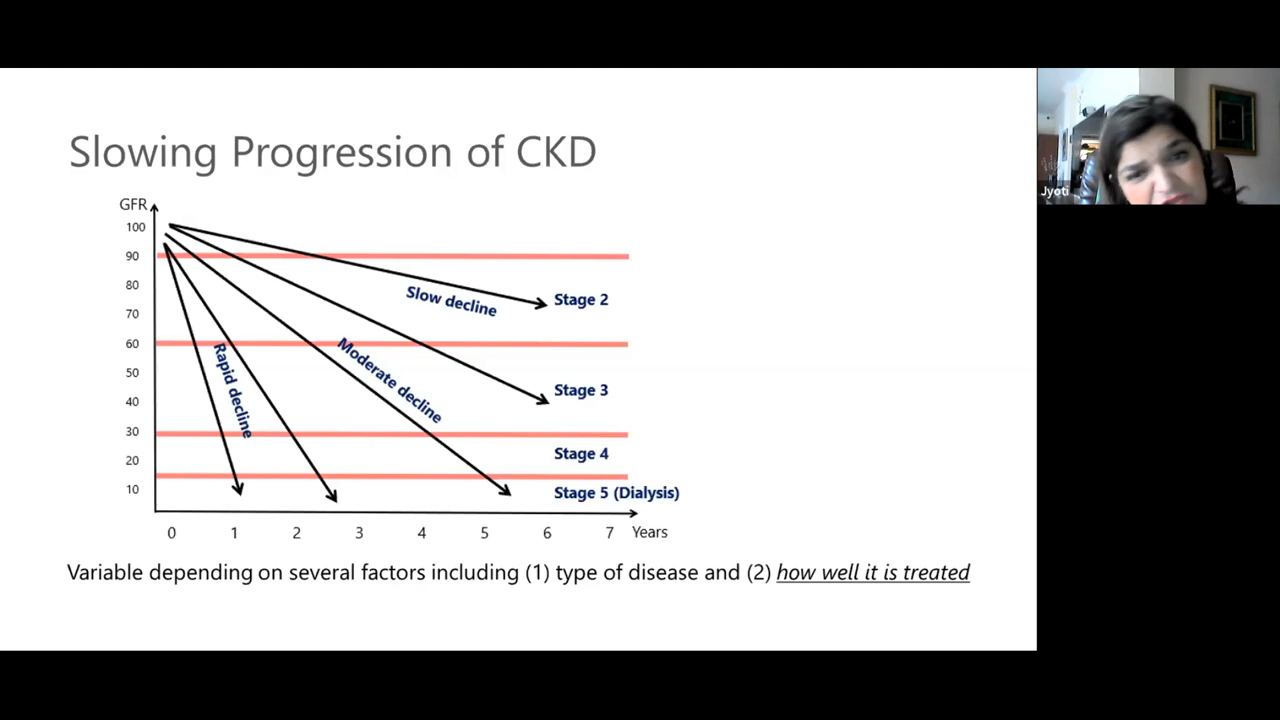 Slowing Progression of CKD
GFR
100
90
80
70
60
50
40
30
20
10
Slow decline
Moderate decline
Rapid decline
Stage 2
Stage 3
Stage 4
Stage 5 (Dialysis)
0 1 2 3 4 5 6 7 Years
Variable depending on several factors including (1) type of disease and (2) how well it is treated
Jyoti